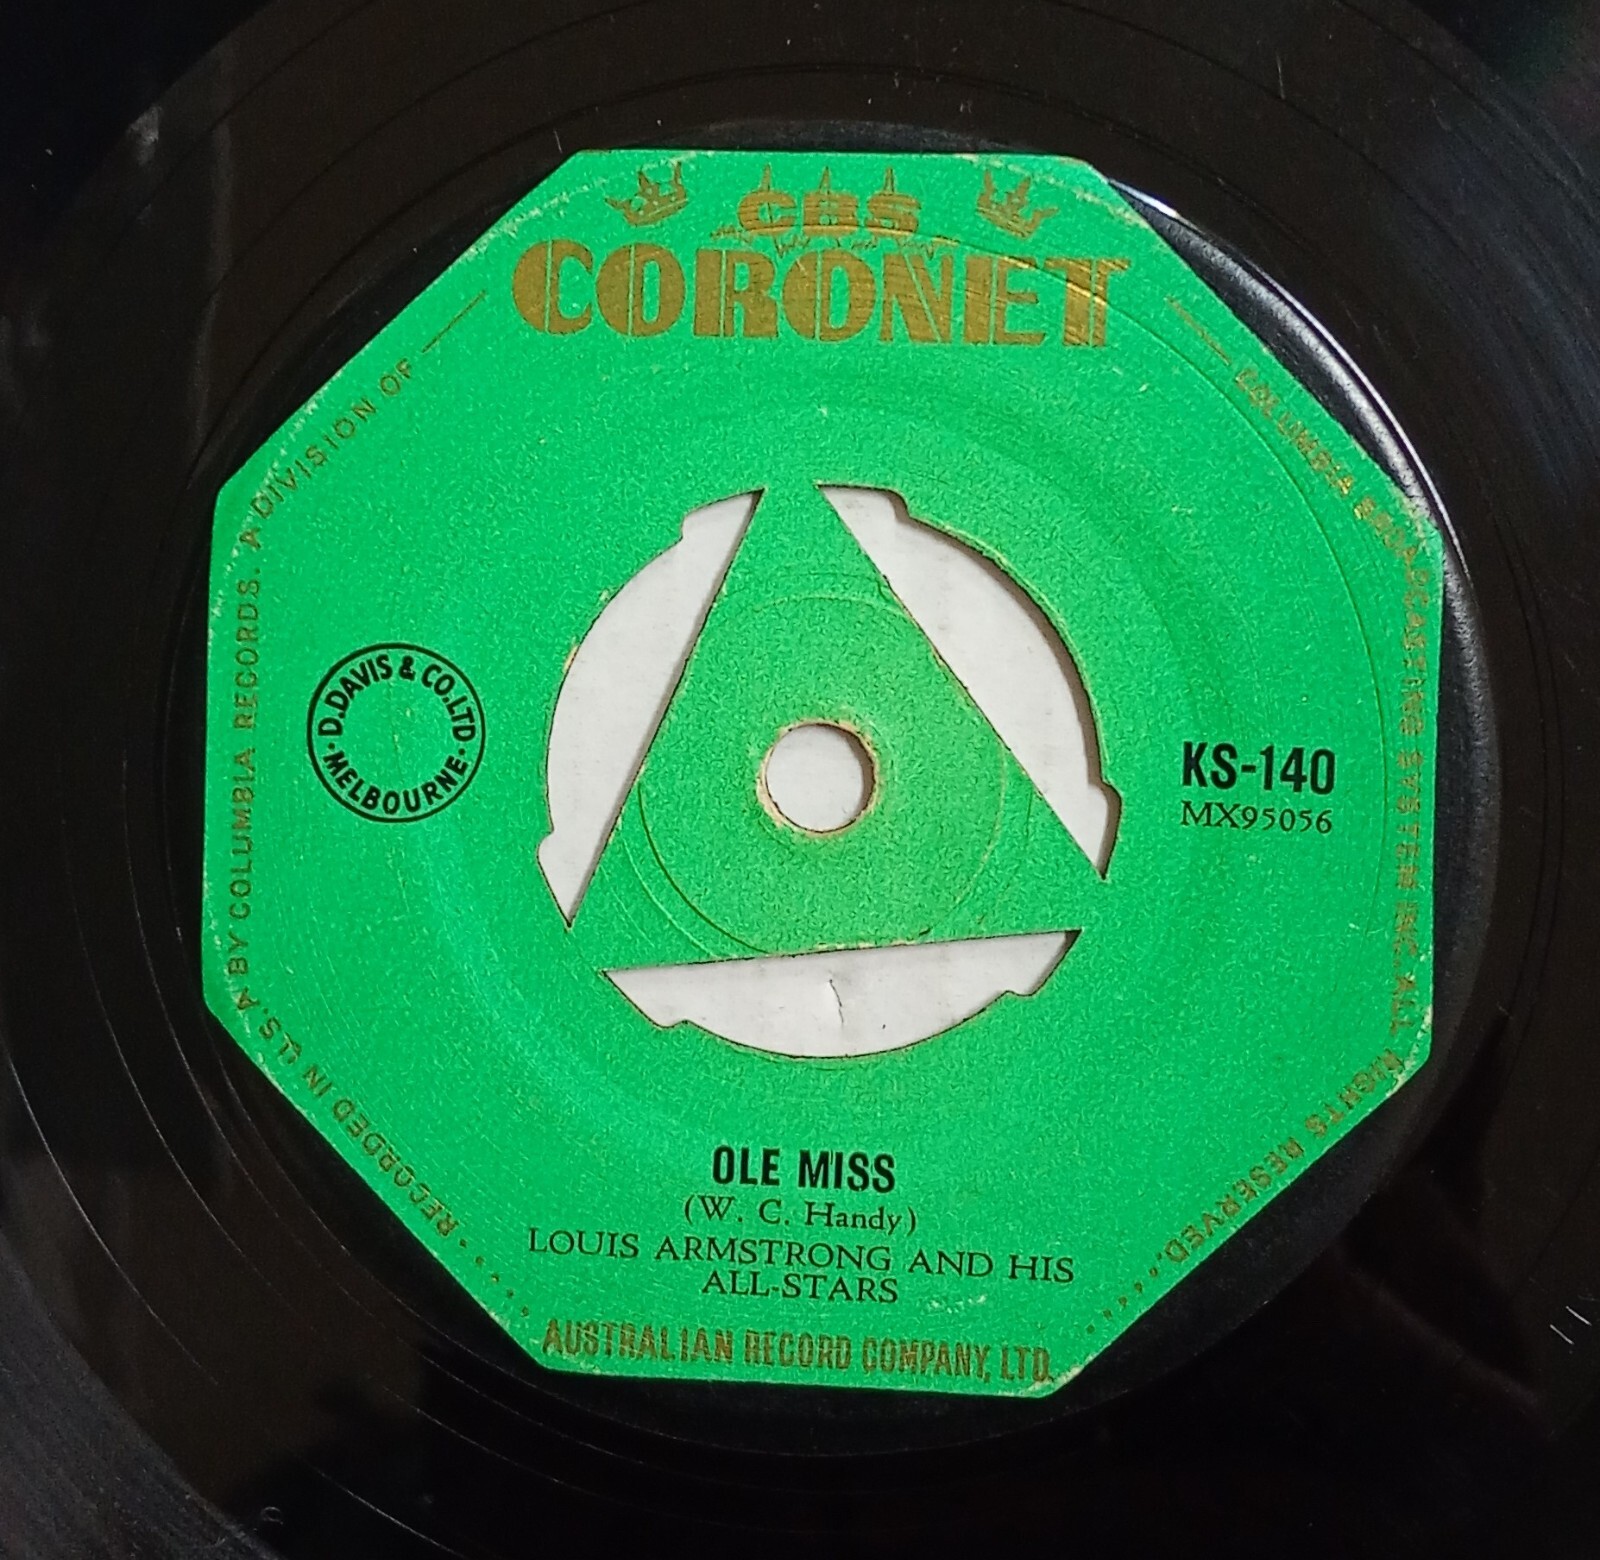 CBS
CORONET
RECORDED IN U.S.A BY COLUMBIA RECORDS. A DIVISION OF
COLUMBIA BROADCASTING SYSTEM INC. ALL RIGHTS RESERVED.
D. DAVIS & CO. LTD
MELBOURNE
KS-140
MX95056
OLE MISS
(W. C. Handy)
LOUIS ARMSTRONG AND HIS
ALL-STARS
AUSTRALIAN RECORD COMPANY, LTD.